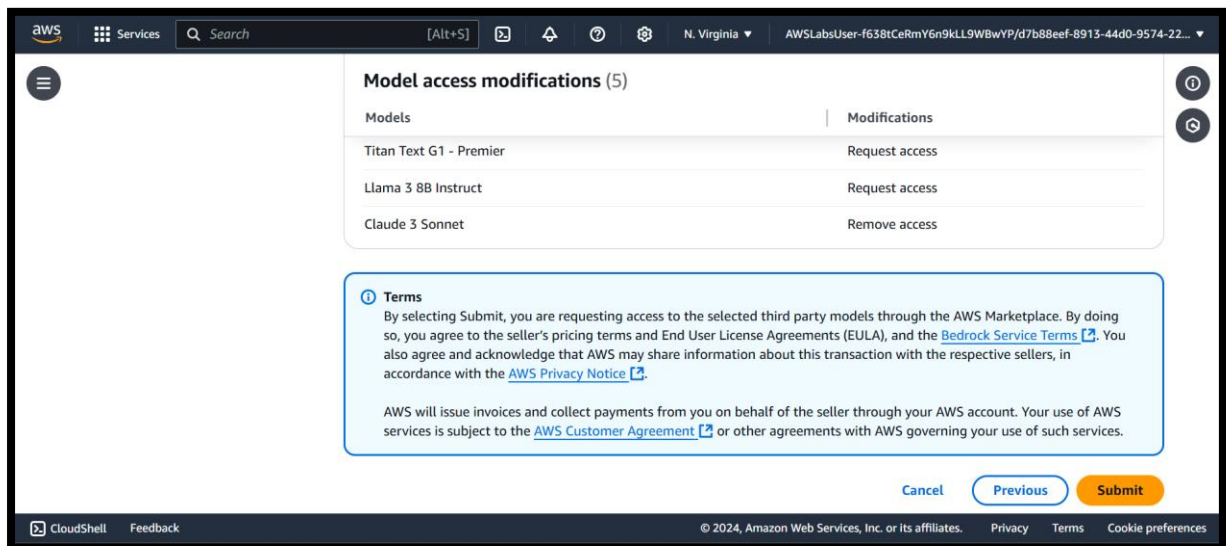 aws Services Search [Alt+S] N. Virginia AWSLabsUser-f638tCeRmY6n9kLL9WBwYP/d7b88eef-8913-44d0-9574-22...
Model access modifications (5)
Models Modifications
Titan Text G1 - Premier Request access
Llama 3 8B Instruct Request access
Claude 3 Sonnet Remove access
Terms
By selecting Submit, you are requesting access to the selected third party models through the AWS Marketplace. By doing
so, you agree to the seller's pricing terms and End User License Agreements (EULA), and the Bedrock Service Terms. You
also agree and acknowledge that AWS may share information about this transaction with the respective sellers, in
accordance with the AWS Privacy Notice.
AWS will issue invoices and collect payments from you on behalf of the seller through your AWS account. Your use of AWS
services is subject to the AWS Customer Agreement or other agreements with AWS governing your use of such services.
Cancel Previous Submit
CloudShell Feedback © 2024, Amazon Web Services, Inc. or its affiliates. Privacy Terms Cookie preferences